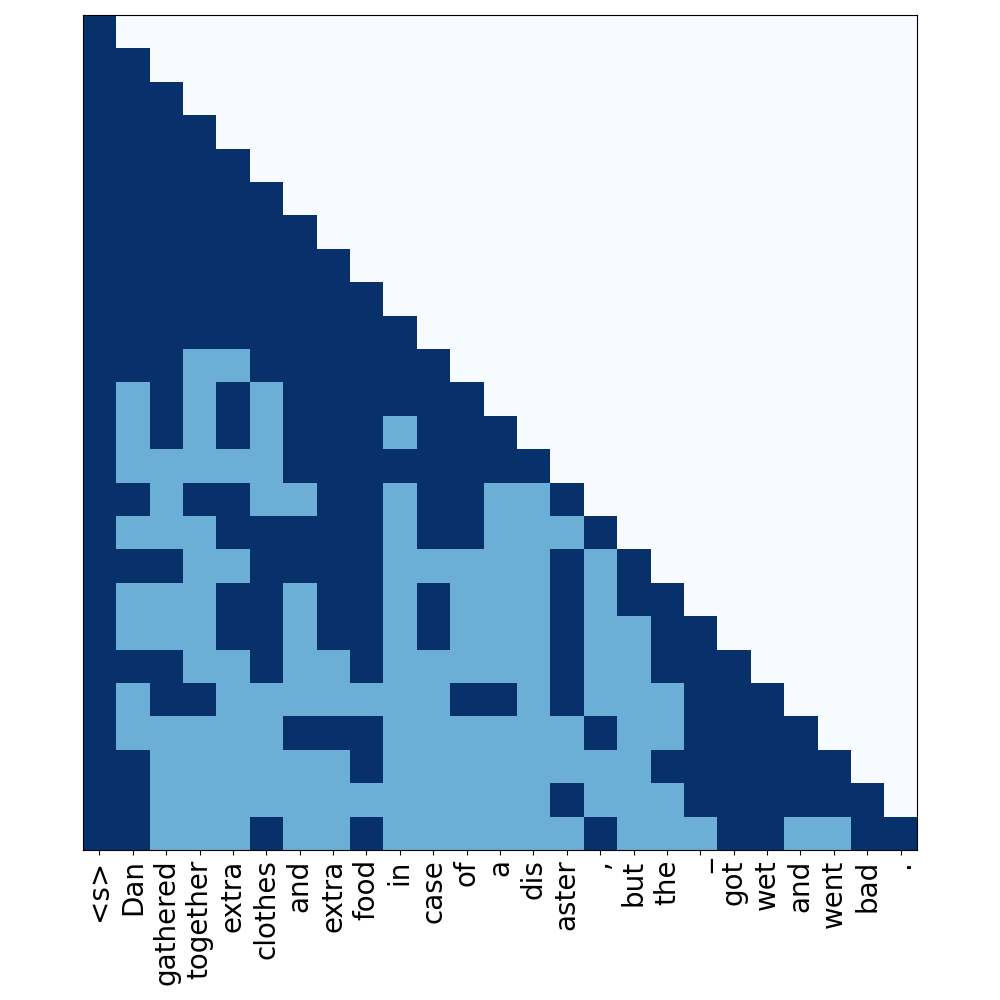 <s> Dan gathered together extra clothes and extra food in case of a dis aster , but the _ got wet and went bad .